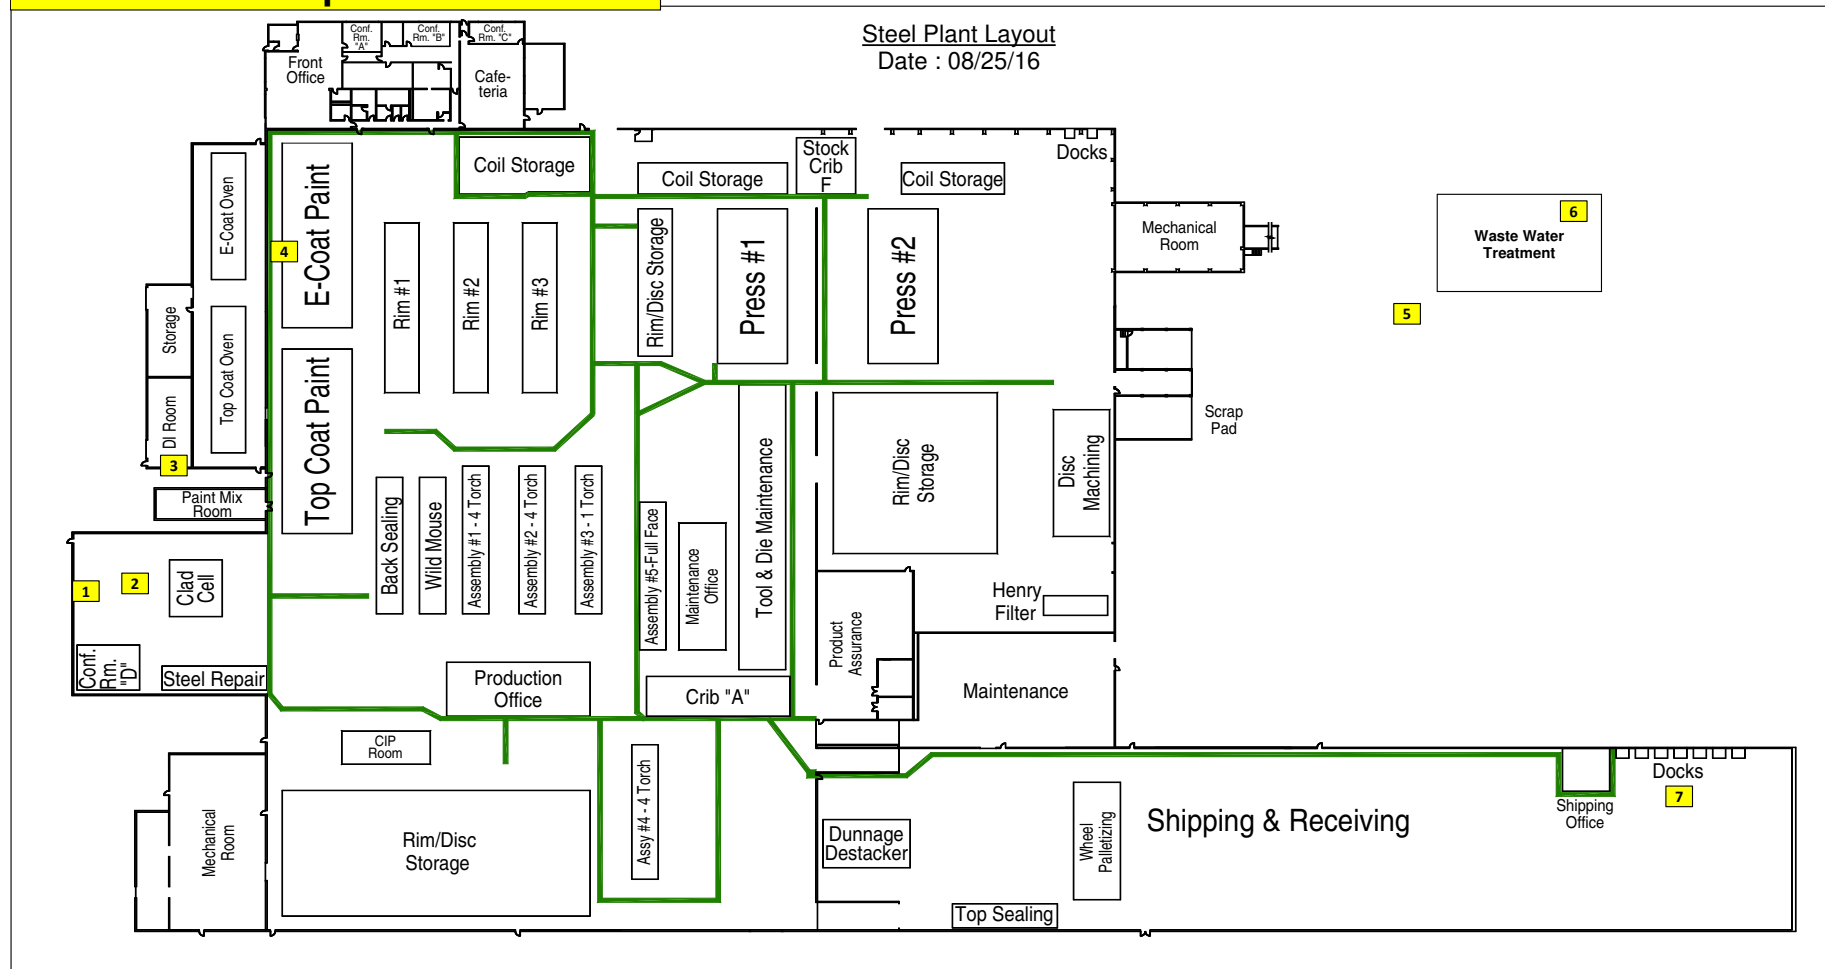 Steel Plant Layout
Date : 08/25/16
Conf.
Rm.
"A"
Conf.
Rm. "B"
Conf.
Rm. "C"
Front
Office
Cafe-
teria
Coil Storage
Coil Storage
Stock
Crib
F
Coil Storage
Docks
E-Coat Oven
E-Coat Paint
4
Rim #1
Rim #2
Rim #3
Rim/Disc Storage
Press #1
Press #2
Mechanical
Room
6
Waste Water
Treatment
5
Storage
Top Coat Oven
DI Room
3
Top Coat Paint
Paint Mix
Room
Scrap
Pad
Rim/Disc
Storage
Disc
Machining
Back Sealing
Wild Mouse
Assembly #1 - 4 Torch
Assembly #2 - 4 Torch
Assembly #3 - 1 Torch
Assembly #5-Full Face
Maintenance
Office
Tool & Die Maintenance
1
2
Clad
Cell
Henry
Filter
Product
Assurance
Conf.
Rm.
"D"
Steel Repair
Production
Office
Crib "A"
Maintenance
CIP
Room
Mechanical
Room
Rim/Disc
Storage
Assy #4 - 4 Torch
Dunnage
Destacker
Wheel
Palletizing
Shipping & Receiving
Shipping
Office
Docks
7
Top Sealing